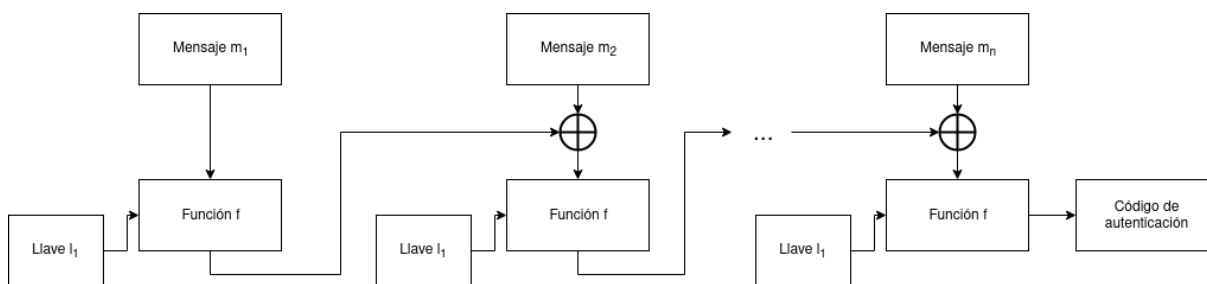 Mensaje m1
Mensaje m2
Mensaje mn
...
Función f
Función f
Función f
Código de
autenticación
Llave l1
Llave l1
Llave l1